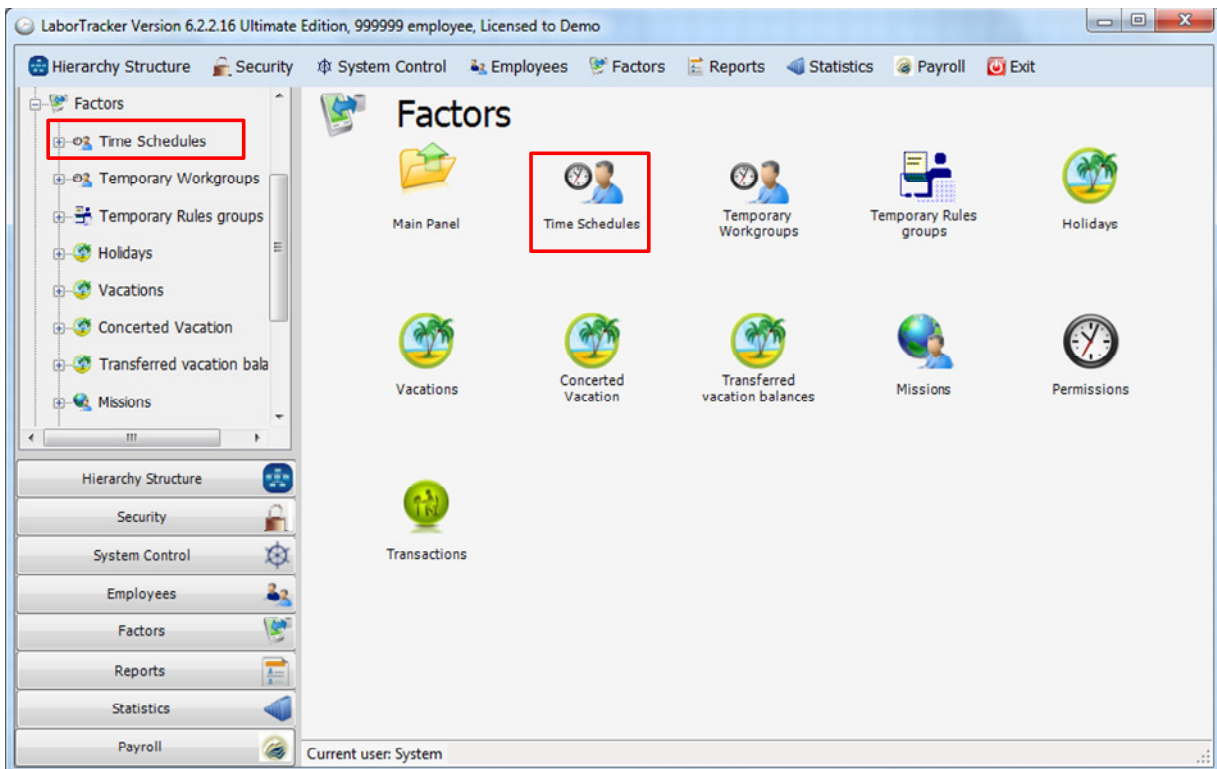 LaborTracker Version 6.2.2.16 Ultimate Edition, 999999 employee, Licensed to Demo
Hierarchy Structure Security System Control Employees Factors Reports Statistics Payroll Exit
Factors
Time Schedules
Temporary Workgroups
Temporary Rules groups
Holidays
Vacations
Concerted Vacation
Transferred vacation bala
Missions
Hierarchy Structure
Security
System Control
Employees
Factors
Reports
Statistics
Payroll
Factors
Main Panel
Time Schedules
Temporary
Workgroups
Temporary Rules
groups
Holidays
Vacations
Concerted
Vacation
Transferred
vacation balances
Missions
Permissions
Transactions
Current user: System